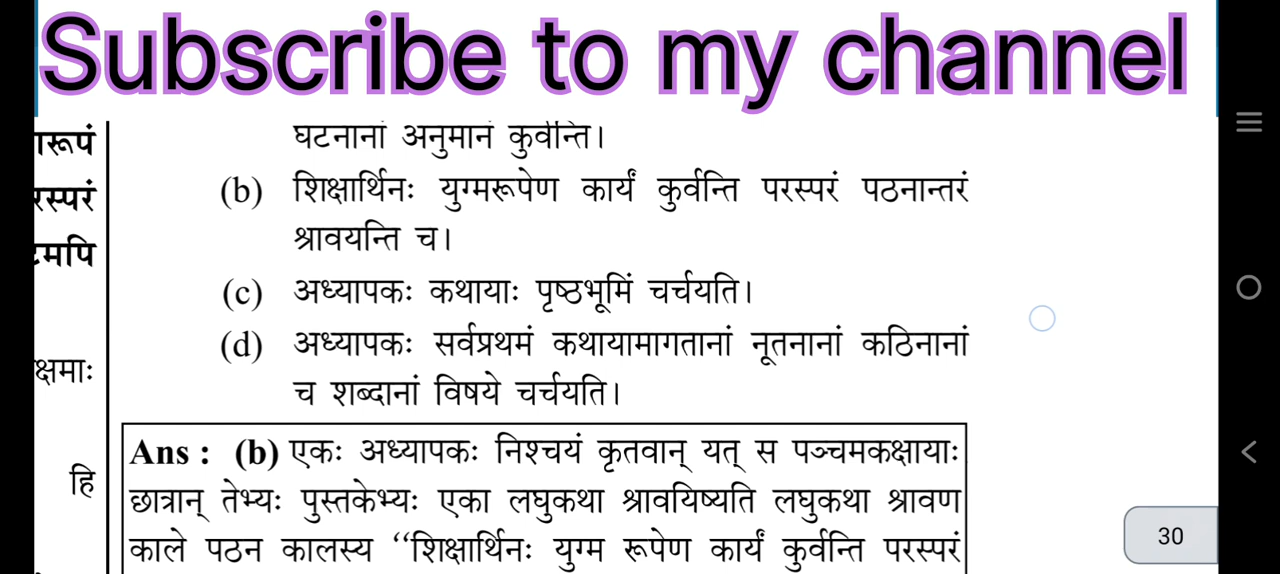 Subscribe to my channel
घटनानां अनुमानं कुर्वन्ति।
(b) शिक्षार्थिनः युग्मरूपेण कार्यं कुर्वन्ति परस्परं पठनान्तरं
श्रावयन्ति च।
(c) अध्यापकः कथायाः पृष्ठभूमिं चर्चयति।
(d) अध्यापकः सर्वप्रथमं कथायामागतानां नूतनानां कठिनानां
च शब्दानां विषये चर्चयति।
Ans : (b) एकः अध्यापकः निश्चयं कृतवान् यत् स पञ्चमकक्षायाः
छात्रान् तेभ्यः पुस्तकेभ्यः एका लघुकथा श्रावयिष्यति लघुकथा श्रावण
काले पठन कालस्य “शिक्षार्थिनः युग्म रूपेण कार्यं कुर्वन्ति परस्परं
क्षमाः
हि
30